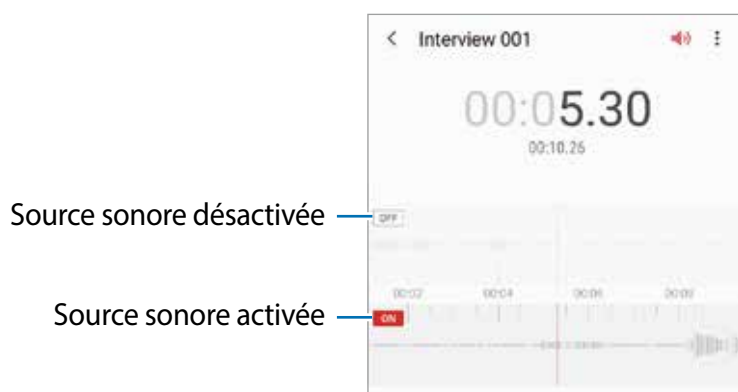 Interview 001
00:05.30
00:10.26
Source sonore désactivée
OFF
00:02 00:04 00:06 00:08
Source sonore activée
ON